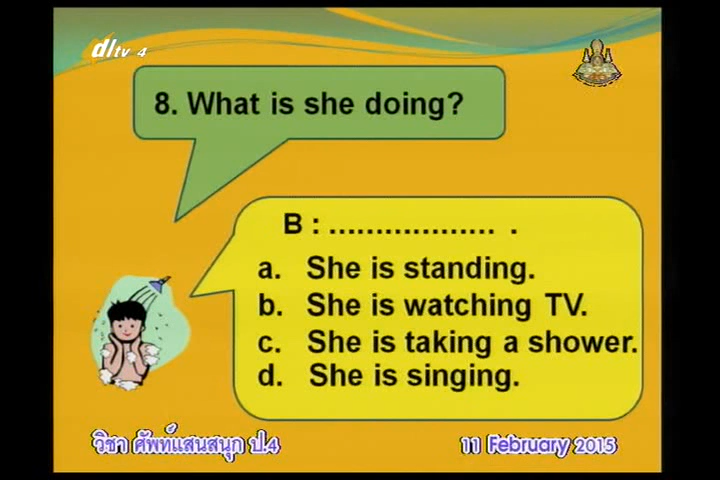 dltv 4
8. What is she doing?
B : .................. .
a. She is standing.
b. She is watching TV.
c. She is taking a shower.
d. She is singing.
วิชา ศัพท์แสนสนุก ป.4
11 February 2015